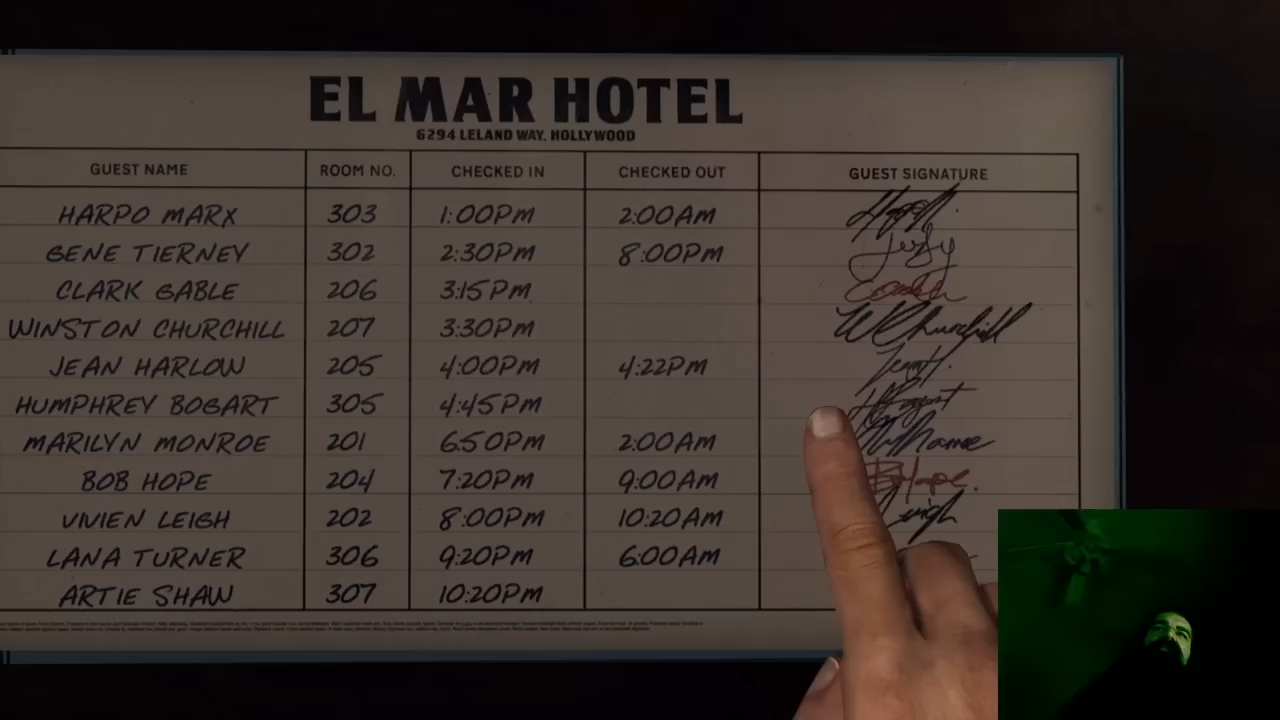 EL MAR HOTEL
6294 LELAND WAY, HOLLYWOOD
GUEST NAME ROOM NO. CHECKED IN CHECKED OUT GUEST SIGNATURE
HARPO MARX 303 1:00PM 2:00AM
GENE TIERNEY 302 2:30PM 8:00PM
CLARK GABLE 206 3:15PM
WINSTON CHURCHILL 207 3:30PM WChurchill
JEAN HARLOW 205 4:00PM 4:22PM
HUMPHREY BOGART 305 4:45PM
MARILYN MONROE 201 6:50PM 2:00AM
BOB HOPE 204 7:20PM 9:00AM BHope.
VIVIEN LEIGH 202 8:00PM 10:20AM Leigh
LANA TURNER 306 9:20PM 6:00AM
ARTIE SHAW 307 10:20PM